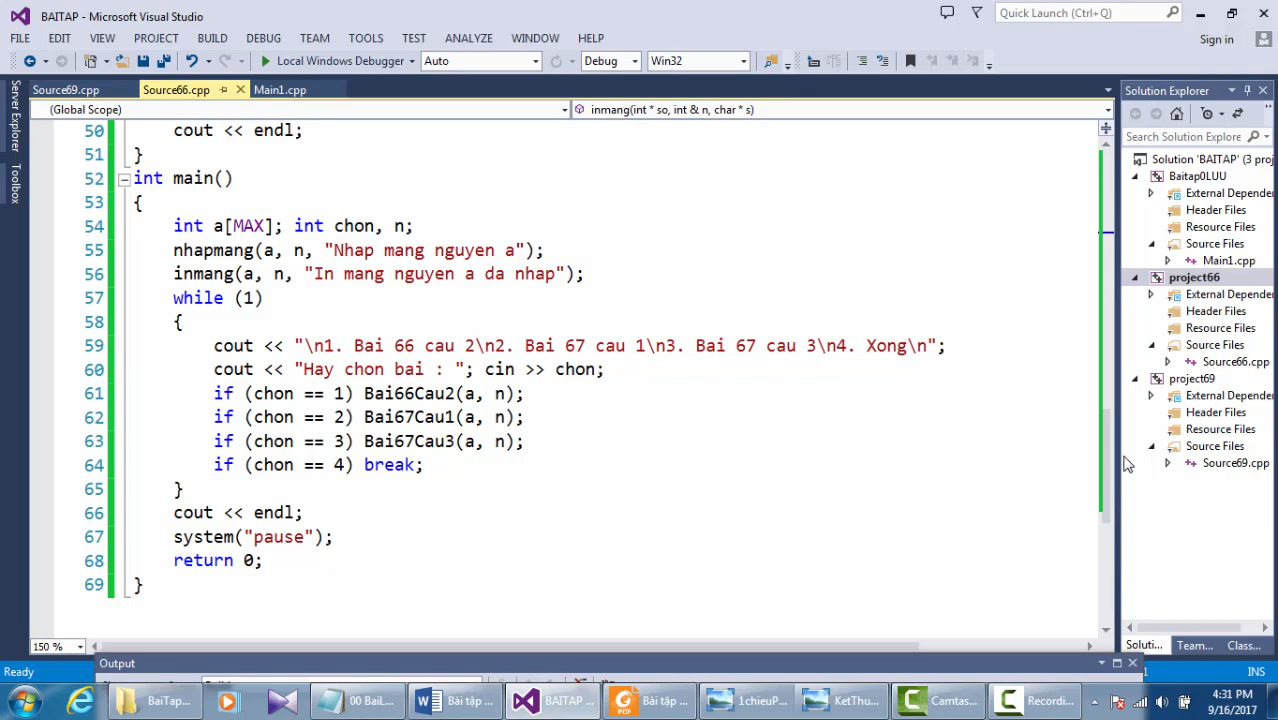 BAITAP - Microsoft Visual Studio
Quick Launch (Ctrl+Q)
FILE EDIT VIEW PROJECT BUILD DEBUG TEAM TOOLS TEST ANALYZE WINDOW HELP
Sign in
Local Windows Debugger Auto Debug Win32
Server Explorer
Toolbox
Source69.cpp Source66.cpp Main1.cpp
(Global Scope) inmang(int * so, int & n, char * s)
50 cout << endl;
51 }
52 int main()
53 {
54 int a[MAX]; int chon, n;
55 nhapmang(a, n, "Nhap mang nguyen a");
56 inmang(a, n, "In mang nguyen a da nhap");
57 while (1)
58 {
59 cout << "\n1. Bai 66 cau 2\n2. Bai 67 cau 1\n3. Bai 67 cau 3\n4. Xong\n";
60 cout << "Hay chon bai : "; cin >> chon;
61 if (chon == 1) Bai66Cau2(a, n);
62 if (chon == 2) Bai67Cau1(a, n);
63 if (chon == 3) Bai67Cau3(a, n);
64 if (chon == 4) break;
65 }
66 cout << endl;
67 system("pause");
68 return 0;
69 }
150 %
Output
Solution Explorer
Search Solution Explo
Solution 'BAITAP' (3 proj
Baitap0LUU
External Depende
Header Files
Resource Files
Source Files
Main1.cpp
project66
External Depende
Header Files
Resource Files
Source Files
Source66.cpp
project69
External Depende
Header Files
Resource Files
Source Files
Source69.cpp
Soluti... Team... Class...
Ready INS
BaiTap... 00 BaiL... Bài tập ... BAITAP ... Bài tập ... 1chieuP... KetThu... Camtas... Recordi...
4:31 PM
9/16/2017